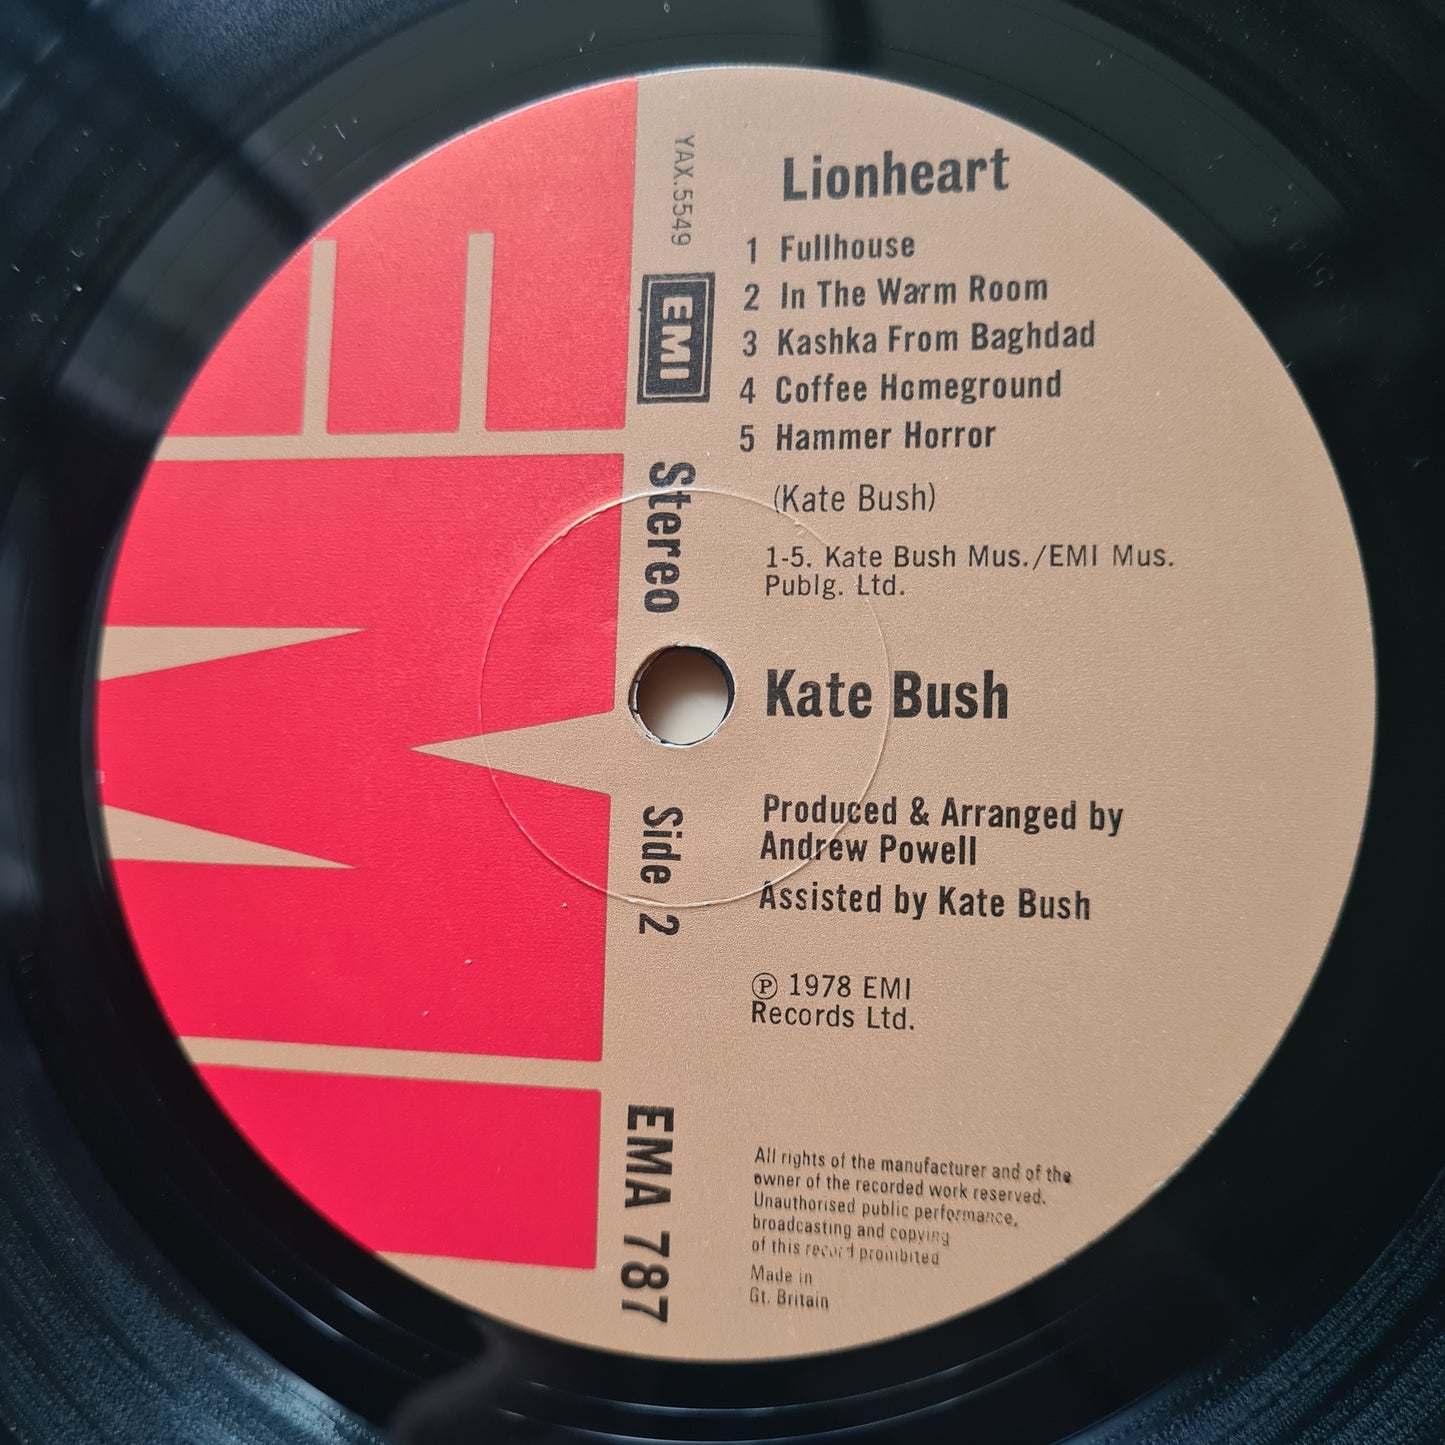 Lionheart
1 Fullhouse
2 In The Warm Room
3 Kashka From Baghdad
4 Coffee Homeground
5 Hammer Horror
(Kate Bush)
1-5. Kate Bush Mus./EMI Mus.
Publg. Ltd.
Kate Bush
Produced & Arranged by
Andrew Powell
Assisted by Kate Bush
℗ 1978 EMI
Records Ltd.
All rights of the manufacturer and of the
owner of the recorded work reserved.
Unauthorised public performance,
broadcasting and copying
of this record prohibited
Made in
Gt. Britain
YAX.5549
EMI
Stereo
Side 2
EMA 787
EMI